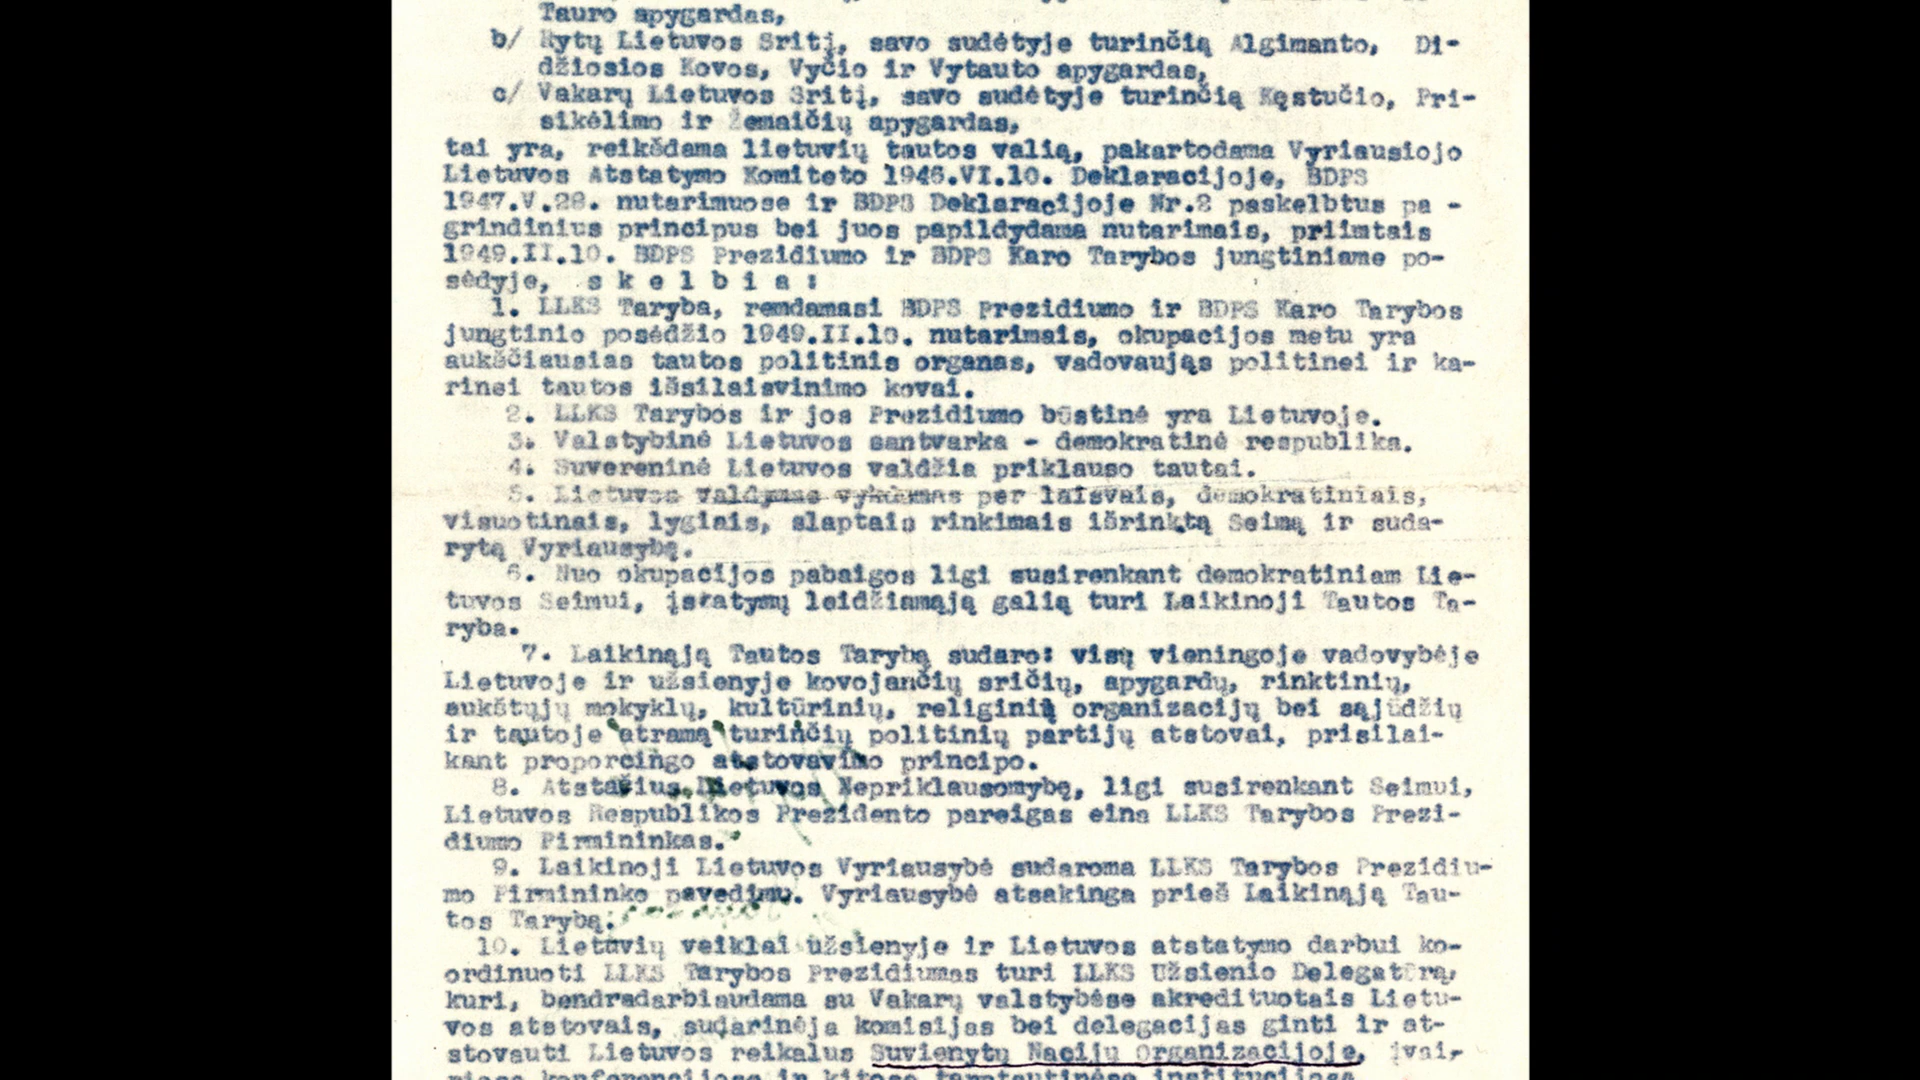 Tauro apygardas,
b/ Rytų Lietuvos Sritį, savo sudėtyje turinčią Algimanto, Di-
džiosios Kovos, Vyčio ir Vytauto apygardas,
c/ Vakarų Lietuvos Sritį, savo sudėtyje turinčią Kęstučio, Pri-
sikėlimo ir Žemaičių apygardas,
tai yra, reikšdama lietuvių tautos valią, pakartodama Vyriausiojo
Lietuvos Atstatymo Komiteto 1946.VI.10. Deklaracijoje, BDPS
1947.V.28. nutarimuose ir BDPS Deklaracijoje Nr.2 paskelbtus pa -
grindinius principus bei juos papildydama nutarimais, priimtais
1949.II.10. BDPS Prezidiumo ir BDPS Karo Tarybos jungtiniame po-
sėdyje, s k e l b i a :
1. LLKS Taryba, remdamasi BDPS Prezidiumo ir BDPS Karo Tarybos
jungtinio posėdžio 1949.II.10. nutarimais, okupacijos metu yra
aukščiausias tautos politinis organas, vadovaująs politinei ir ka-
rinei tautos išsilaisvinimo kovai.
2. LLKS Tarybos ir jos Prezidiumo būstinė yra Lietuvoje.
3. Valstybinė Lietuvos santvarka - demokratinė respublika.
4. Suvereninė Lietuvos valdžia priklauso tautai.
5. Lietuvos valdymas vykdomas per laisvais, demokratiniais,
visuotinais, lygiais, slaptais rinkimais išrinktą Seimą ir suda-
rytą Vyriausybę.
6. Nuo okupacijos pabaigos ligi susirenkant demokratiniam Lie-
tuvos Seimui, įstatymų leidžiamąją galią turi Laikinoji Tautos Ta-
ryba.
7. Laikinąją Tautos Tarybą sudaro: visų vieningoje vadovybėje
Lietuvoje ir užsienyje kovojančių sričių, apygardų, rinktinių,
aukštųjų mokyklų, kultūrinių, religinių organizacijų bei sąjūdžių
ir tautoje atramą turinčių politinių partijų atstovai, prisilai-
kant proporcingo atstovavimo principo.
8. Atstačius Lietuvos Nepriklausomybę, ligi susirenkant Seimui,
Lietuvos Respublikos Prezidento pareigas eina LLKS Tarybos Prezi-
diumo Pirmininkas.
9. Laikinoji Lietuvos Vyriausybė sudaroma LLKS Tarybos Prezidiu-
mo Pirmininko pavedimu. Vyriausybė atsakinga prieš Laikinąją Tau-
tos Tarybą.
10. Lietuvių veiklai užsienyje ir Lietuvos atstatymo darbui ko-
ordinuoti LLKS Tarybos Prezidiumas turi LLKS Užsienio Delegatūrą,
kuri, bendradarbiaudama su Vakarų valstybėse akredituotais Lietu-
vos atstovais, sudarinėja komisijas bei delegacijas ginti ir at-
stovauti Lietuvos reikalus Suvienytų Nacijų Organizacijoje, įvai-
riose konferencijose ir kitose tarptautinėse institucijose.